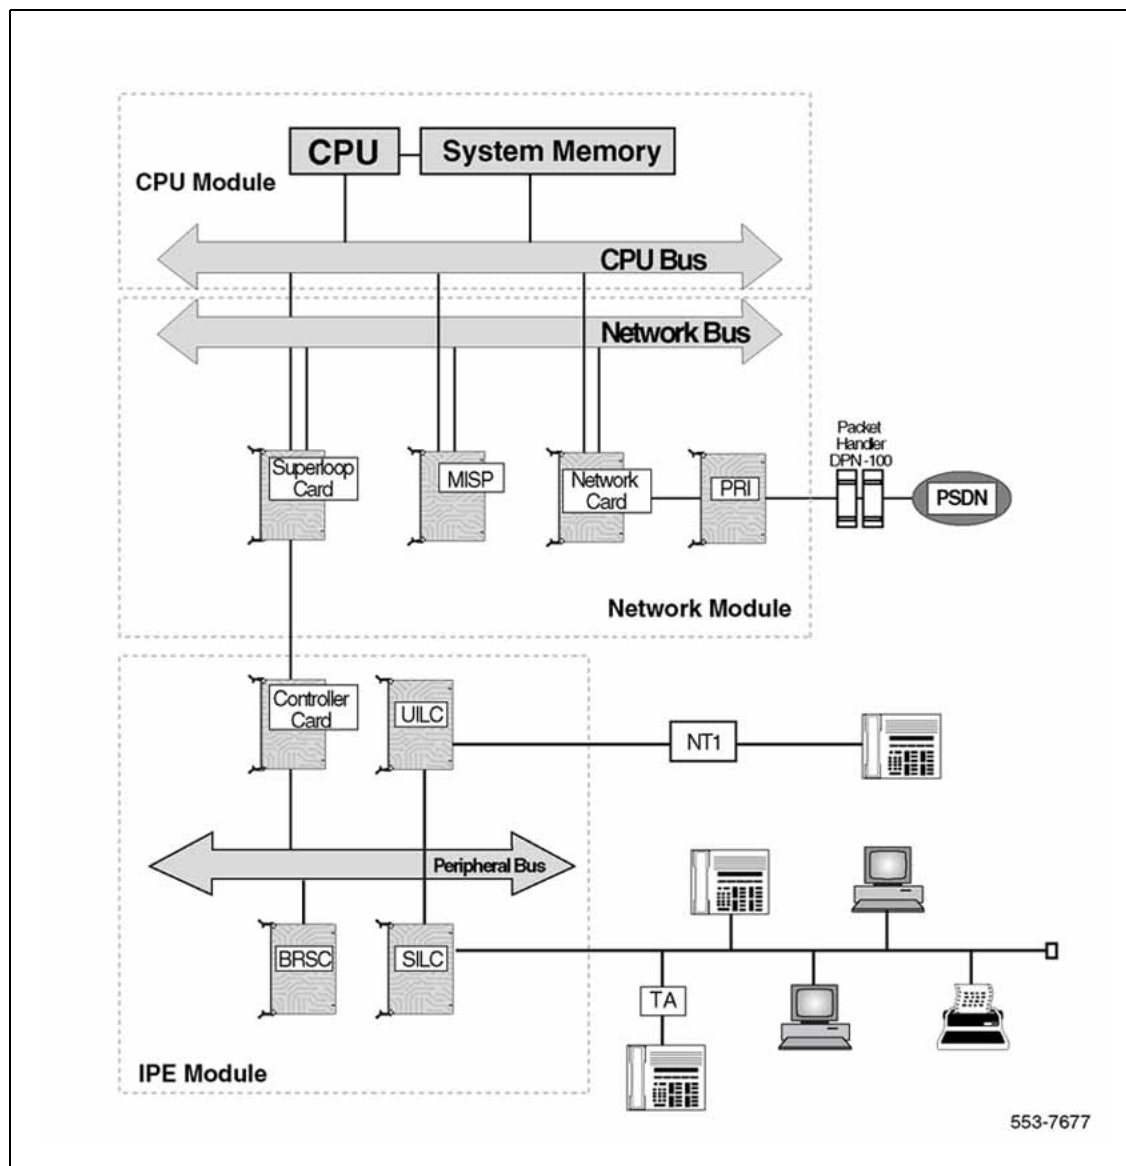 CPU
System Memory
CPU Module
CPU Bus
Network Bus
Packet
Handler
DPN-100
Superloop
Card
MISP
Network
Card
PRI
PSDN
Network Module
Controller
Card
UILC
NT1
Peripheral Bus
BRSC
SILC
TA
IPE Module
553-7677